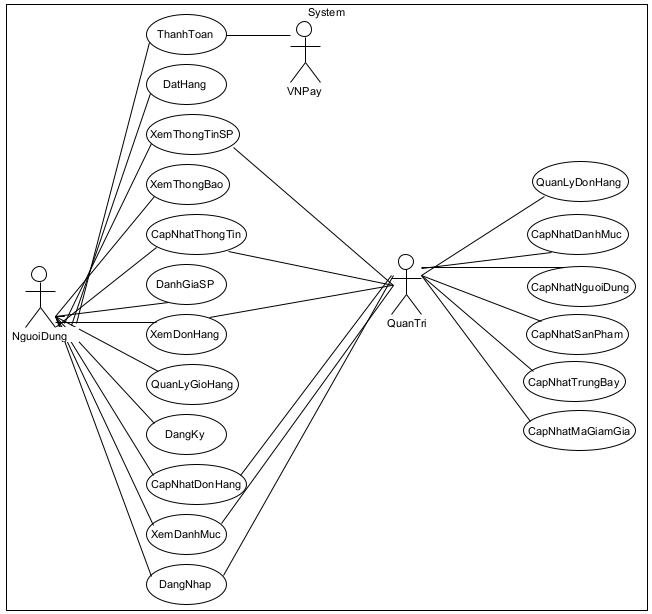 System
ThanhToan
VNPay
DatHang
XemThongTinSP
XemThongBao
QuanLyDonHang
CapNhatThongTin
CapNhatDanhMuc
DanhGiaSP
CapNhatNguoiDung
NguoiDung
XemDonHang
QuanTri
CapNhatSanPham
QuanLyGioHang
CapNhatTrungBay
DangKy
CapNhatMaGiamGia
CapNhatDonHang
XemDanhMuc
DangNhap